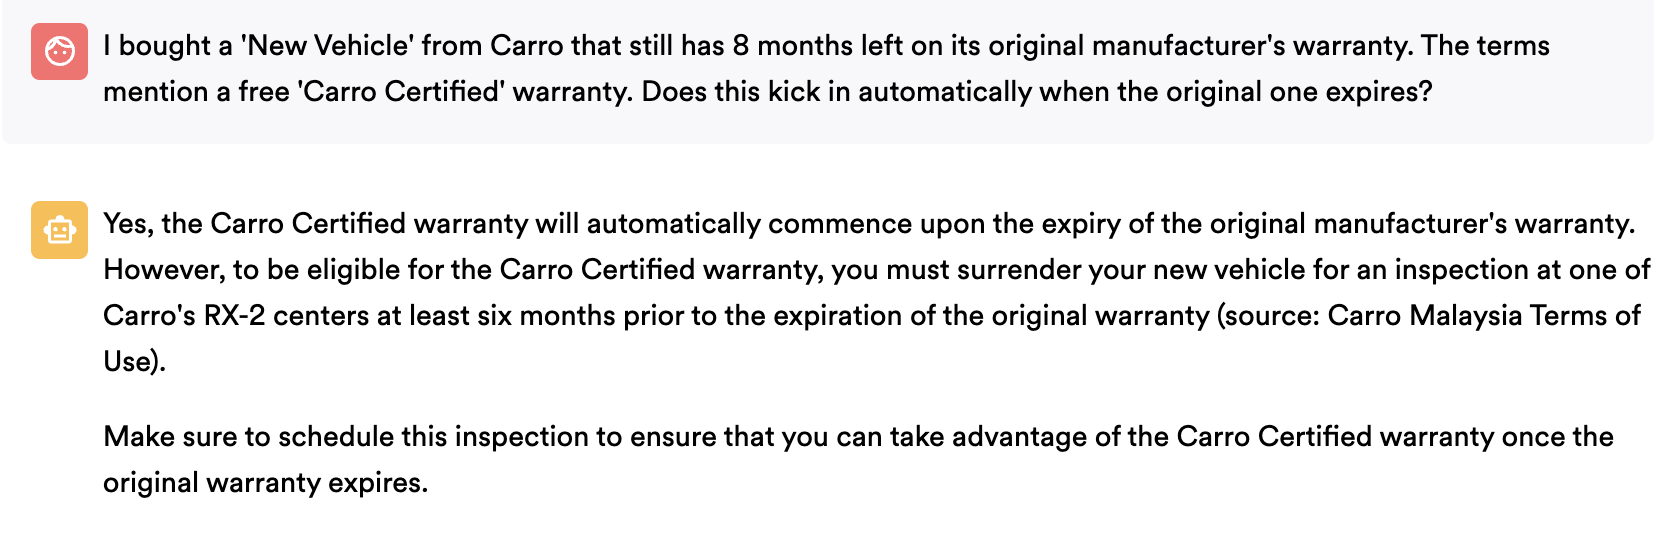 I bought a 'New Vehicle' from Carro that still has 8 months left on its original manufacturer's warranty. The terms
mention a free 'Carro Certified' warranty. Does this kick in automatically when the original one expires?
Yes, the Carro Certified warranty will automatically commence upon the expiry of the original manufacturer's warranty.
However, to be eligible for the Carro Certified warranty, you must surrender your new vehicle for an inspection at one of
Carro's RX-2 centers at least six months prior to the expiration of the original warranty (source: Carro Malaysia Terms of
Use).
Make sure to schedule this inspection to ensure that you can take advantage of the Carro Certified warranty once the
original warranty expires.